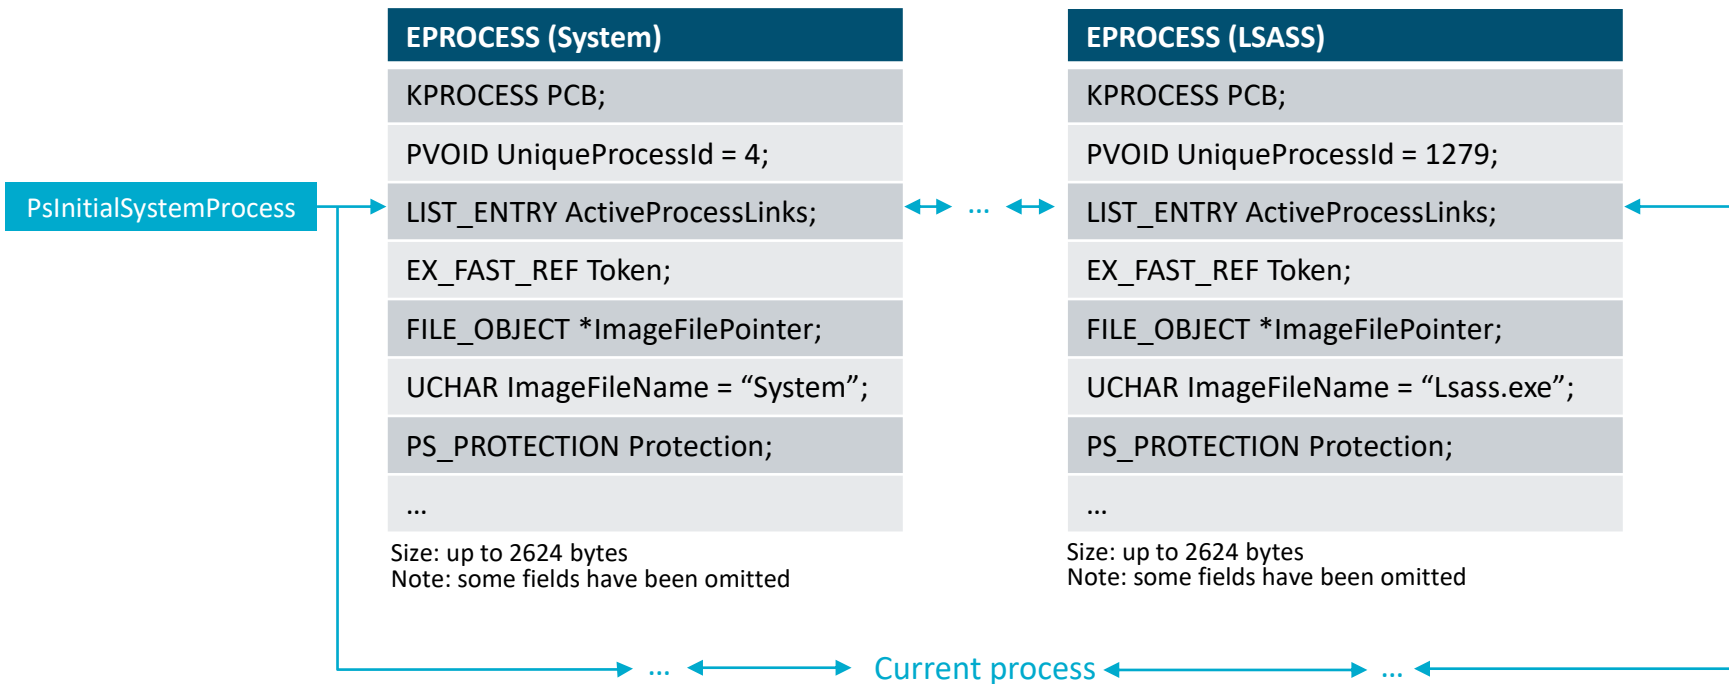 EPROCESS (System)
KPROCESS PCB;
PVOID UniqueProcessId = 4;
LIST_ENTRY ActiveProcessLinks;
EX_FAST_REF Token;
FILE_OBJECT *ImageFilePointer;
UCHAR ImageFileName = “System”;
PS_PROTECTION Protection;
...
Size: up to 2624 bytes
Note: some fields have been omitted
PsInitialSystemProcess
...
EPROCESS (LSASS)
KPROCESS PCB;
PVOID UniqueProcessId = 1279;
LIST_ENTRY ActiveProcessLinks;
EX_FAST_REF Token;
FILE_OBJECT *ImageFilePointer;
UCHAR ImageFileName = “Lsass.exe”;
PS_PROTECTION Protection;
...
Size: up to 2624 bytes
Note: some fields have been omitted
... Current process ...